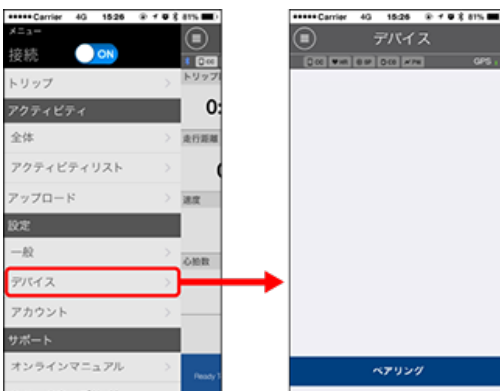 Carrier 4G 15:26 81%
メニュー
接続 ON
トリップ
アクティビティ
全体
アクティビティリスト
アップロード
設定
一般
デバイス
アカウント
サポート
オンラインマニュアル
トリップ
0:
走行距離
速度
心拍数
Ready
Carrier 4G 15:26 81%
デバイス
GPS
ペアリング